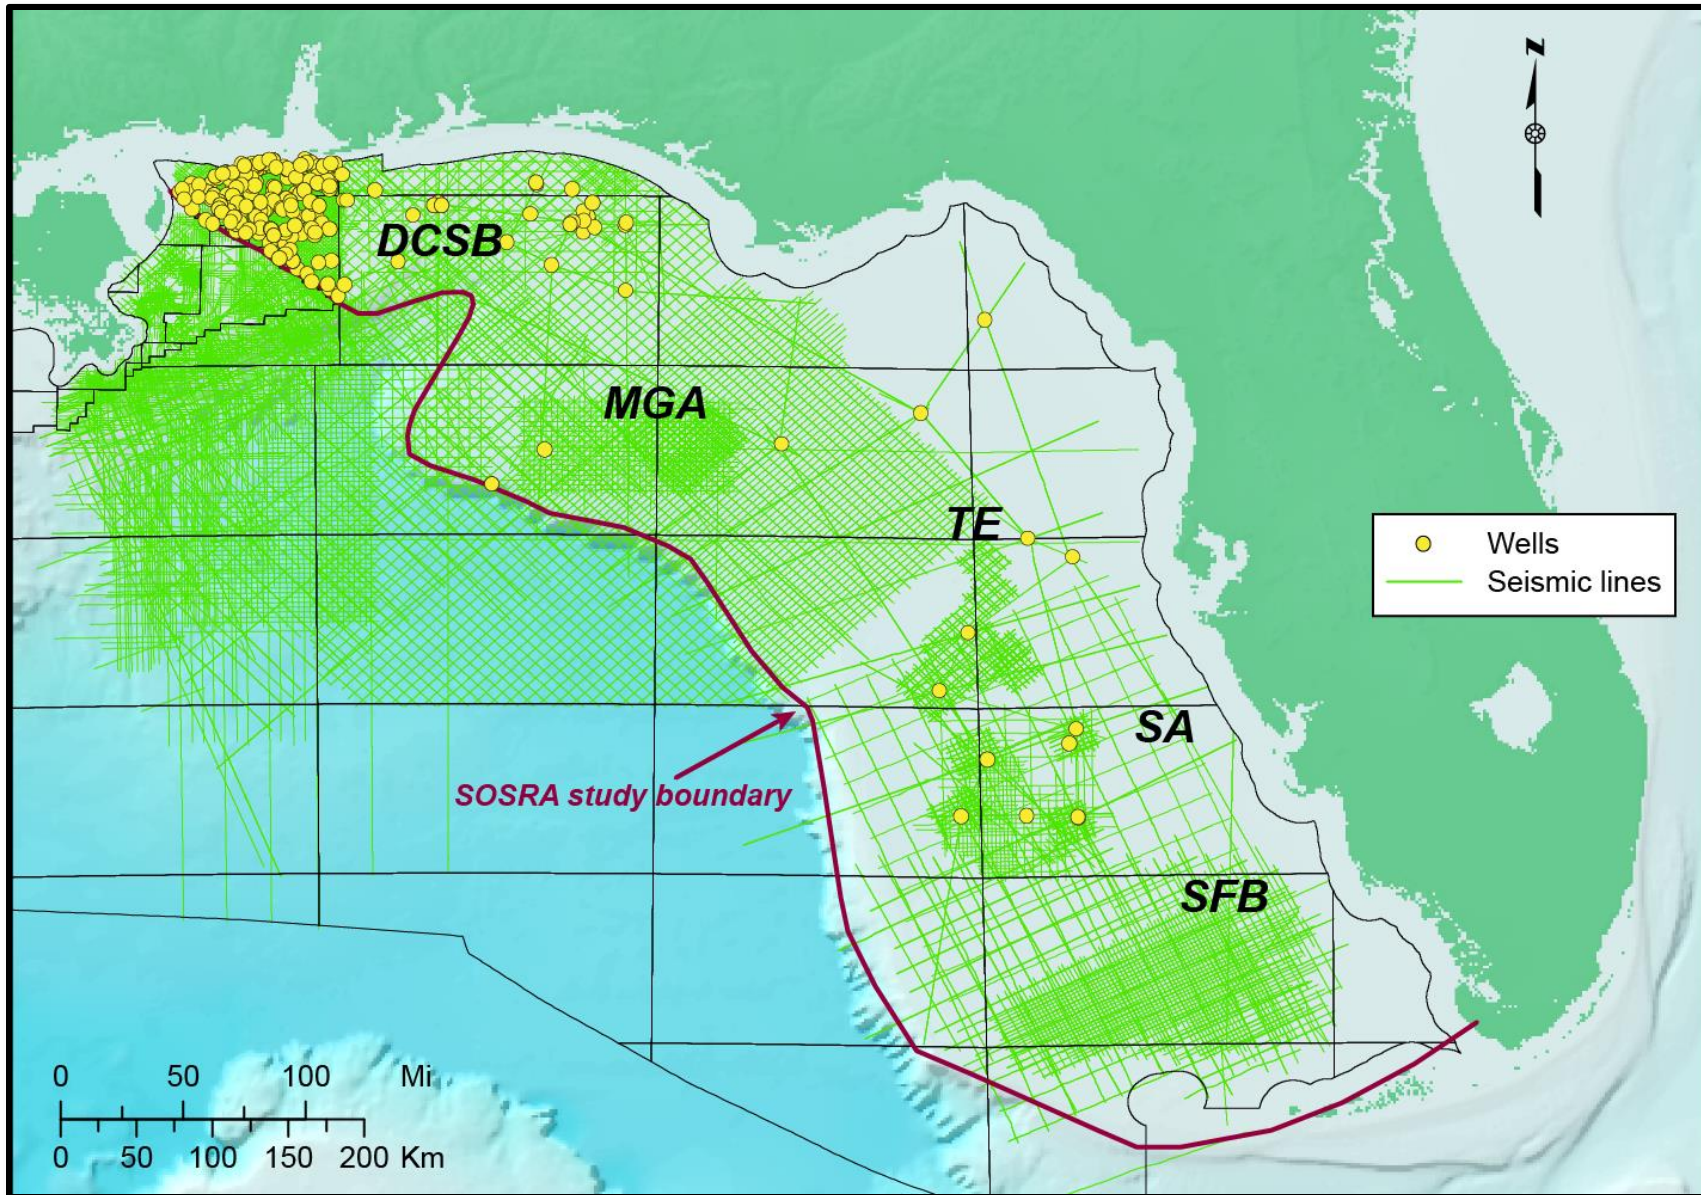 N
DCSB
MGA
TE
Wells
Seismic lines
SA
SOSRA study boundary
SFB
0 50 100 Mi
0 50 100 150 200 Km